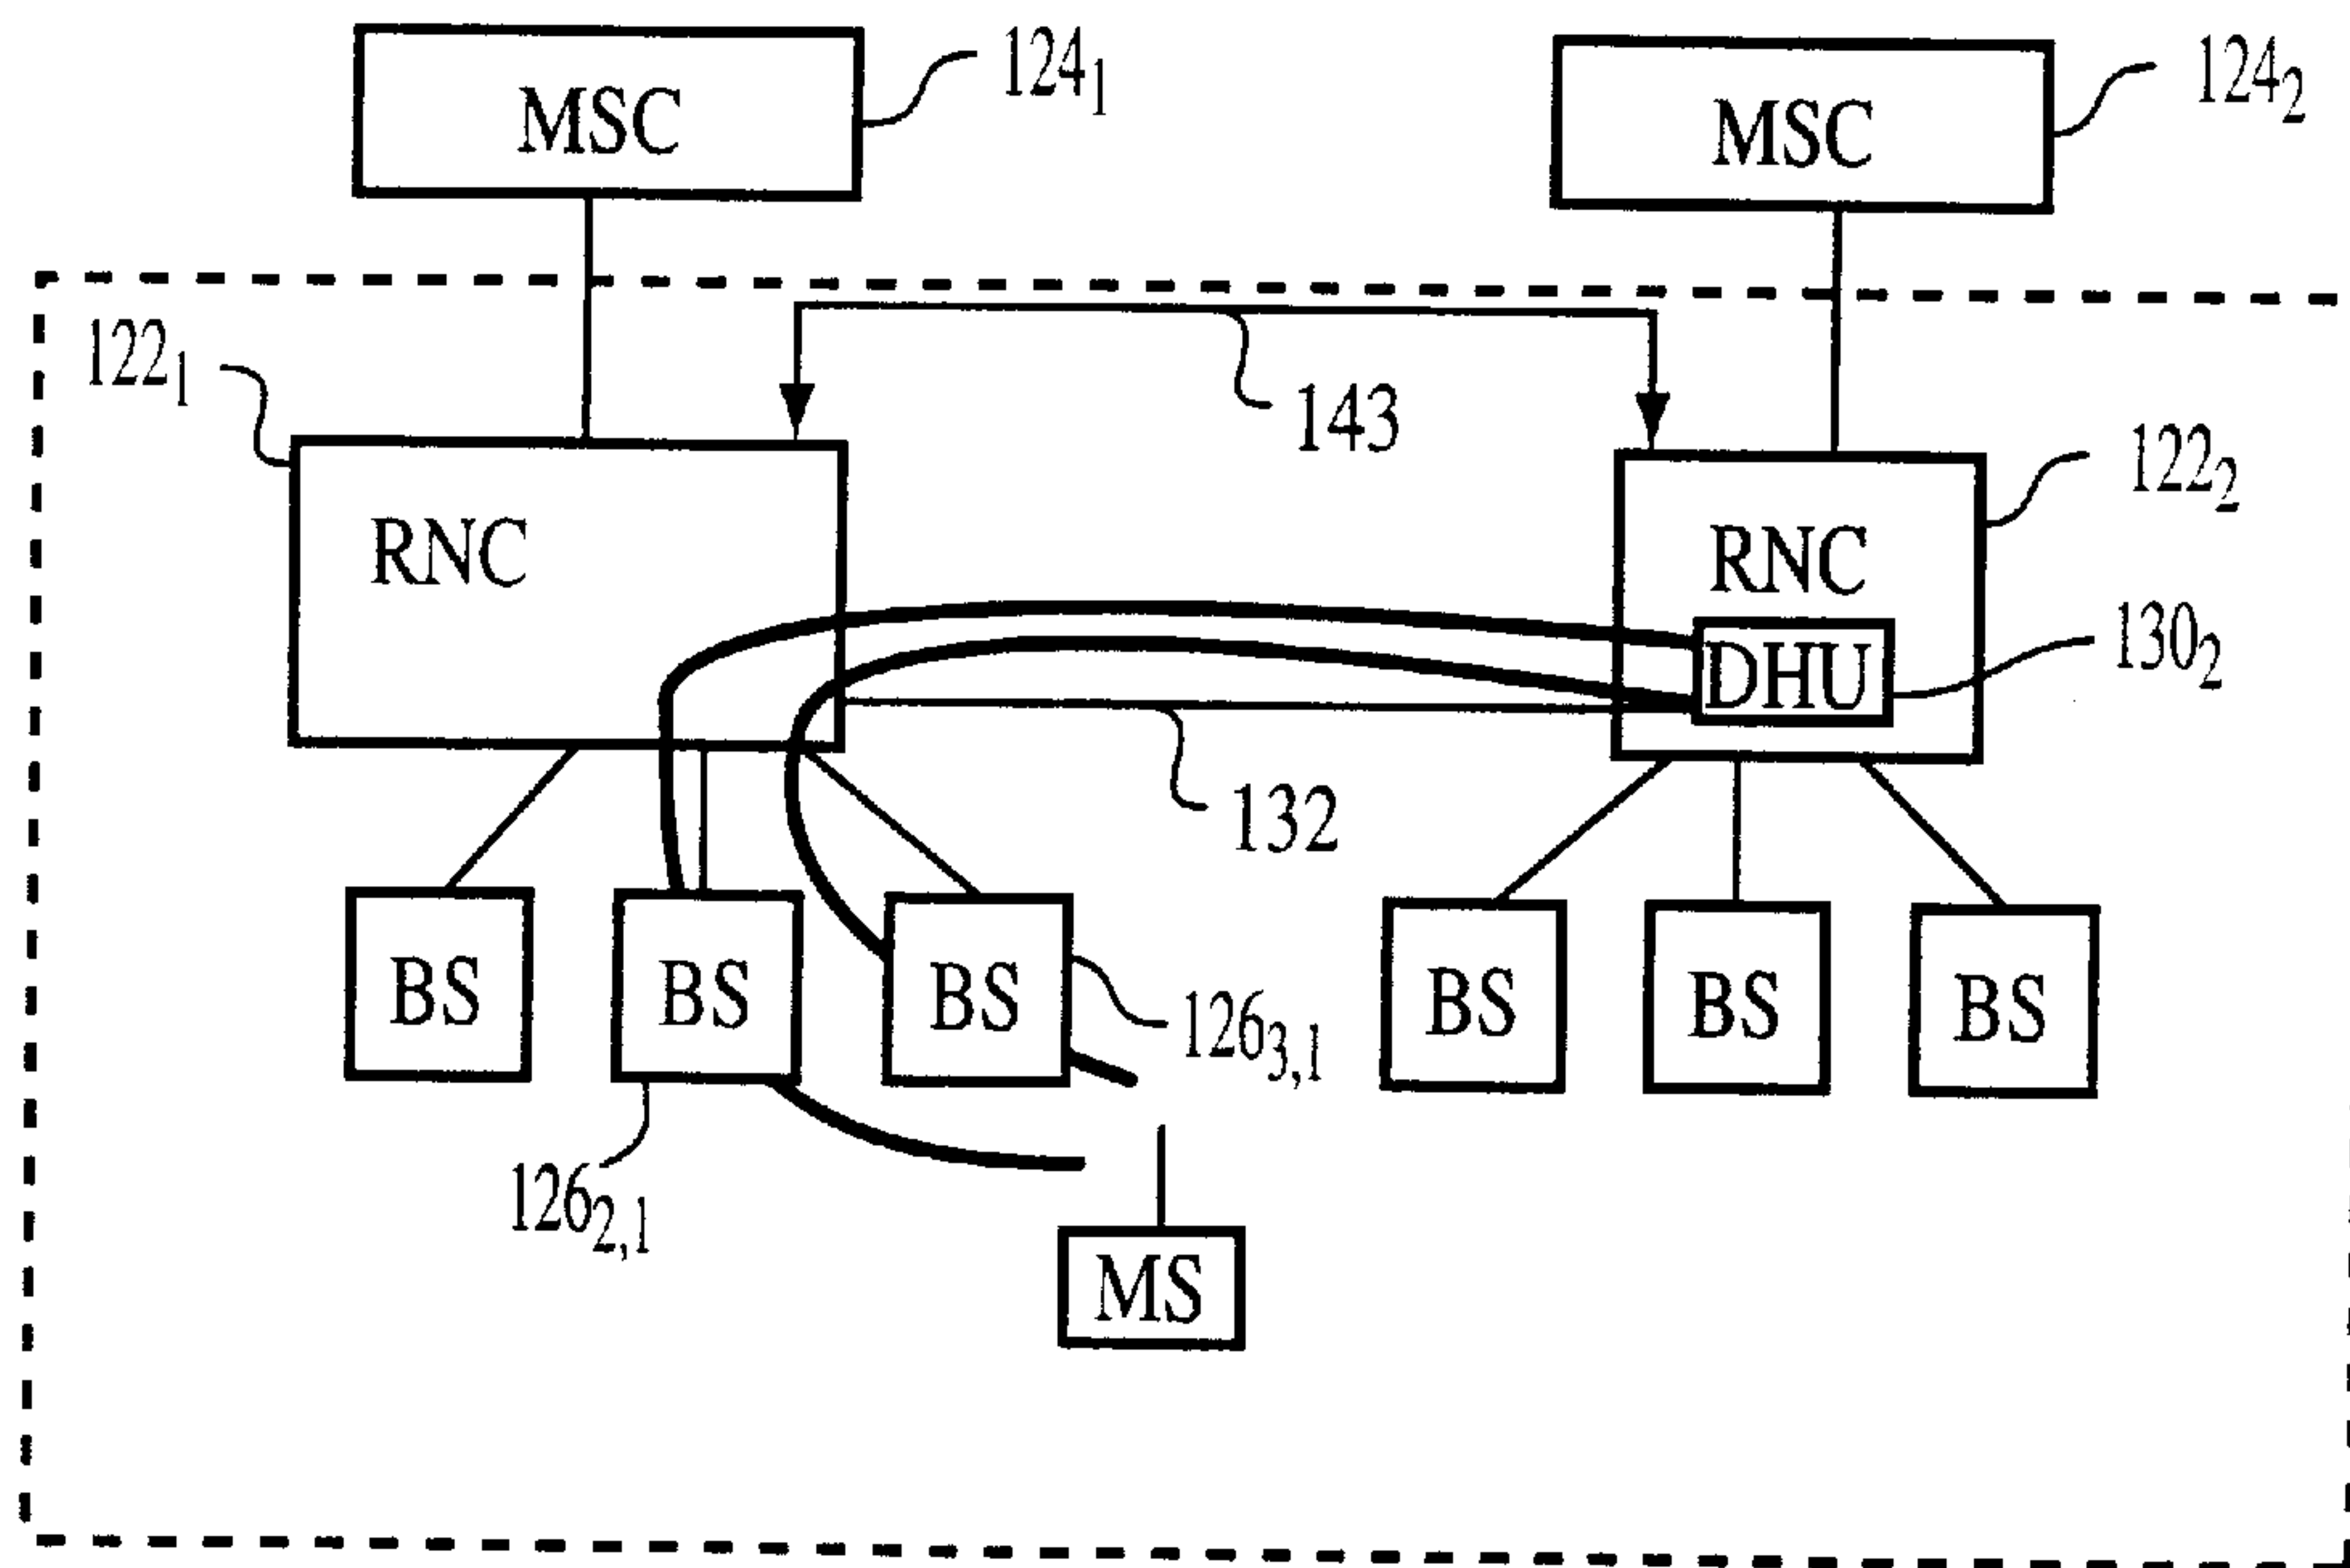 MSC
124₁
MSC
124₂
122₁
143
122₂
RNC
RNC
DHU
130₂
132
BS
BS
BS
126₃,₁
BS
BS
BS
126₂,₁
MS